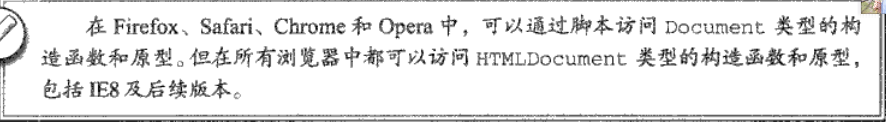 在 Firefox、Safari、Chrome 和 Opera 中，可以通过脚本访问 Document 类型的构
造函数和原型。但在所有浏览器中都可以访问 HTMLDocument 类型的构造函数和原型，
包括 IE8 及后续版本。